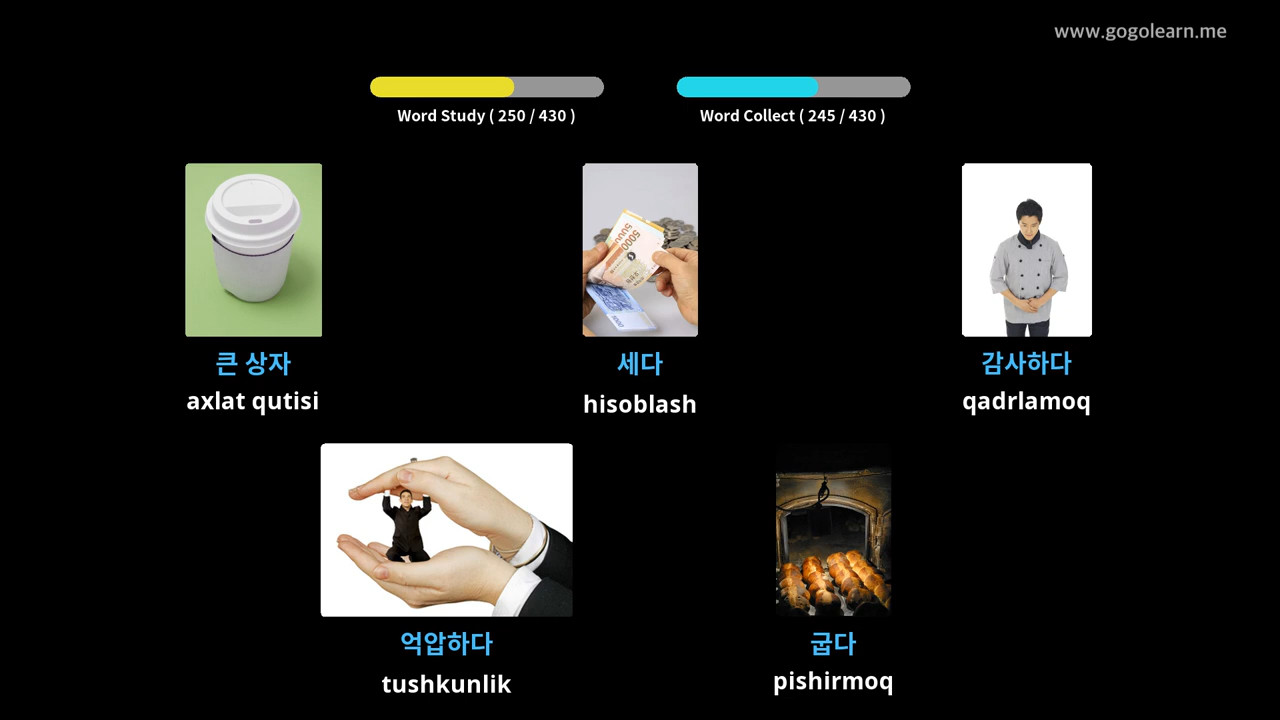 www.gogolearn.me
Word Study ( 250 / 430 )
Word Collect ( 245 / 430 )
큰 상자
axlat qutisi
세다
hisoblash
감사하다
qadrlamoq
억압하다
tushkunlik
굽다
pishirmoq